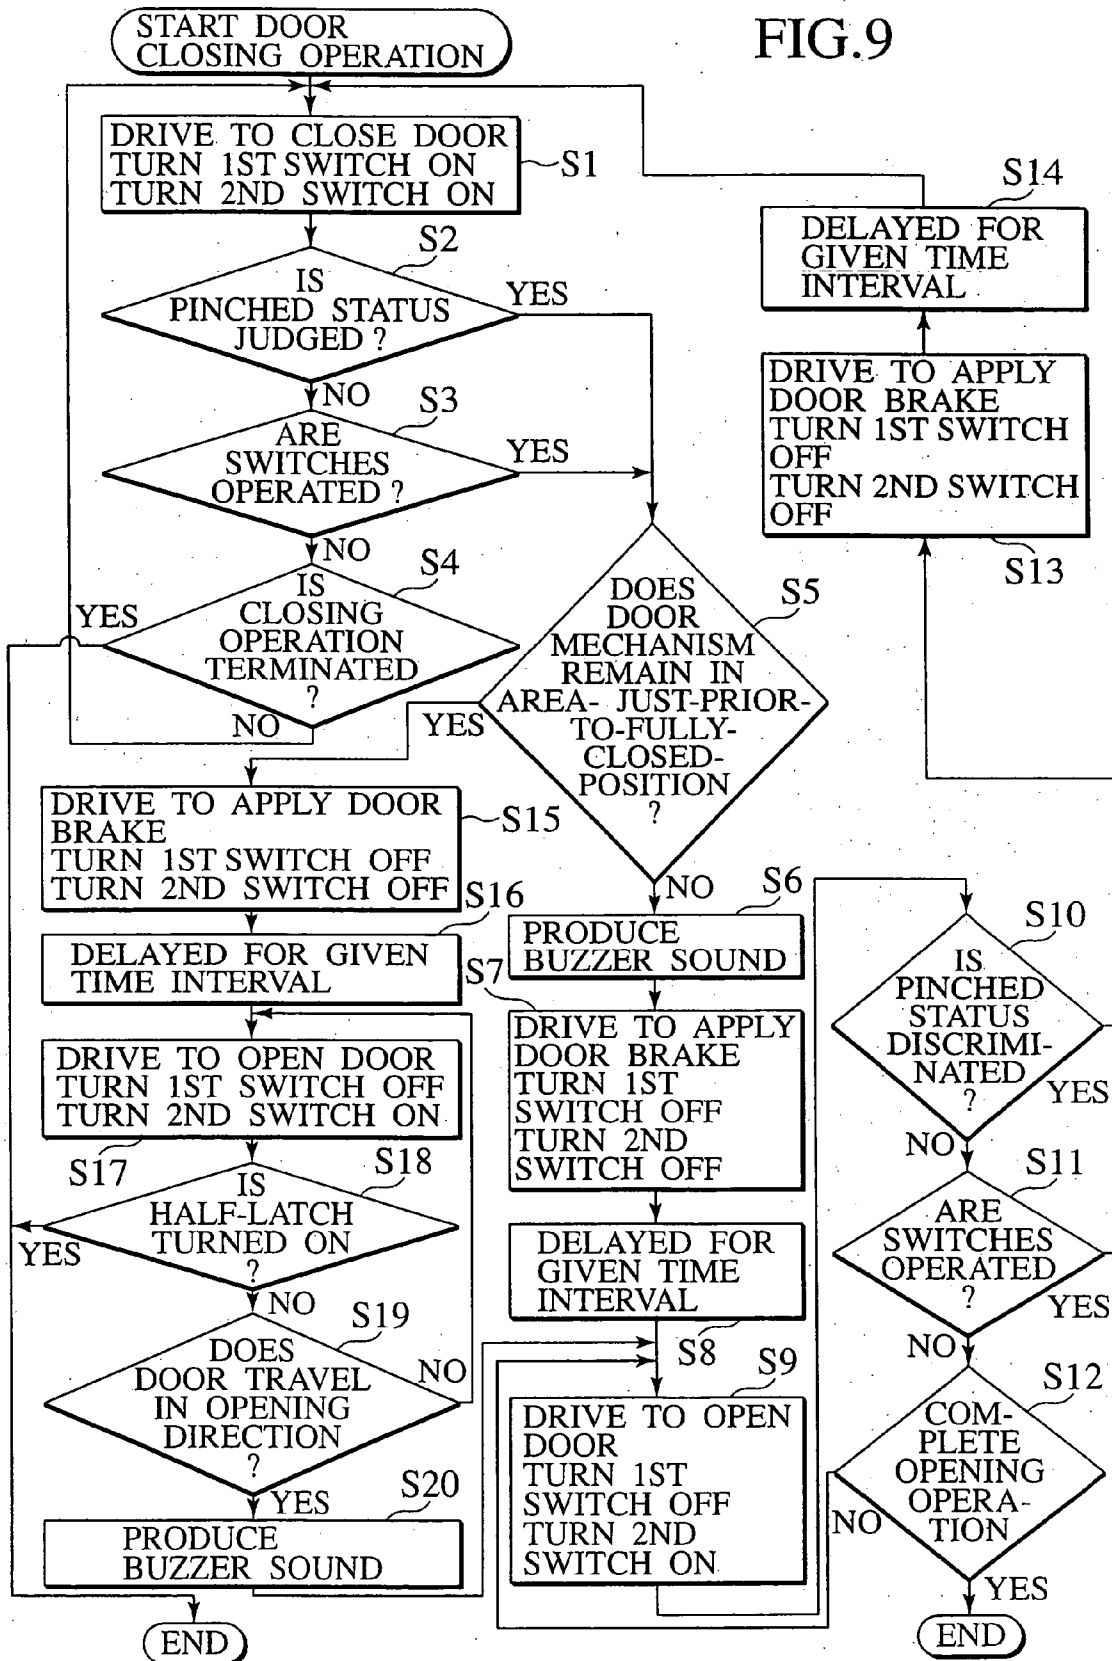 FIG.9
START DOOR
CLOSING OPERATION
DRIVE TO CLOSE DOOR
TURN 1ST SWITCH ON
TURN 2ND SWITCH ON
S1
S2
IS
PINCHED STATUS
JUDGED ?
YES
NO
S3
ARE
SWITCHES
OPERATED ?
YES
NO
S4
IS
CLOSING
OPERATION
TERMINATED
?
YES
NO
S5
DOES
DOOR
MECHANISM
REMAIN IN
AREA- JUST-PRIOR-
TO-FULLY-
CLOSED-
POSITION
?
YES
NO
S14
DELAYED FOR
GIVEN TIME
INTERVAL
DRIVE TO APPLY
DOOR BRAKE
TURN 1ST SWITCH
OFF
TURN 2ND SWITCH
OFF
S13
DRIVE TO APPLY DOOR
BRAKE
TURN 1ST SWITCH OFF
TURN 2ND SWITCH OFF
S15
S16
DELAYED FOR GIVEN
TIME INTERVAL
DRIVE TO OPEN DOOR
TURN 1ST SWITCH OFF
TURN 2ND SWITCH ON
S17
S18
IS
HALF-LATCH
TURNED ON
?
YES
NO
S19
DOES
DOOR TRAVEL
IN OPENING
DIRECTION
?
NO
YES
S20
PRODUCE
BUZZER SOUND
END
S6
PRODUCE
BUZZER SOUND
S7
DRIVE TO APPLY
DOOR BRAKE
TURN 1ST
SWITCH OFF
TURN 2ND
SWITCH OFF
DELAYED FOR
GIVEN TIME
INTERVAL
S8
S9
DRIVE TO OPEN
DOOR
TURN 1ST
SWITCH OFF
TURN 2ND
SWITCH ON
S10
IS
PINCHED
STATUS
DISCRIMI-
NATED
?
YES
NO
S11
ARE
SWITCHES
OPERATED
?
YES
NO
S12
COM-
PLETE
OPENING
OPERA-
TION
NO
YES
END